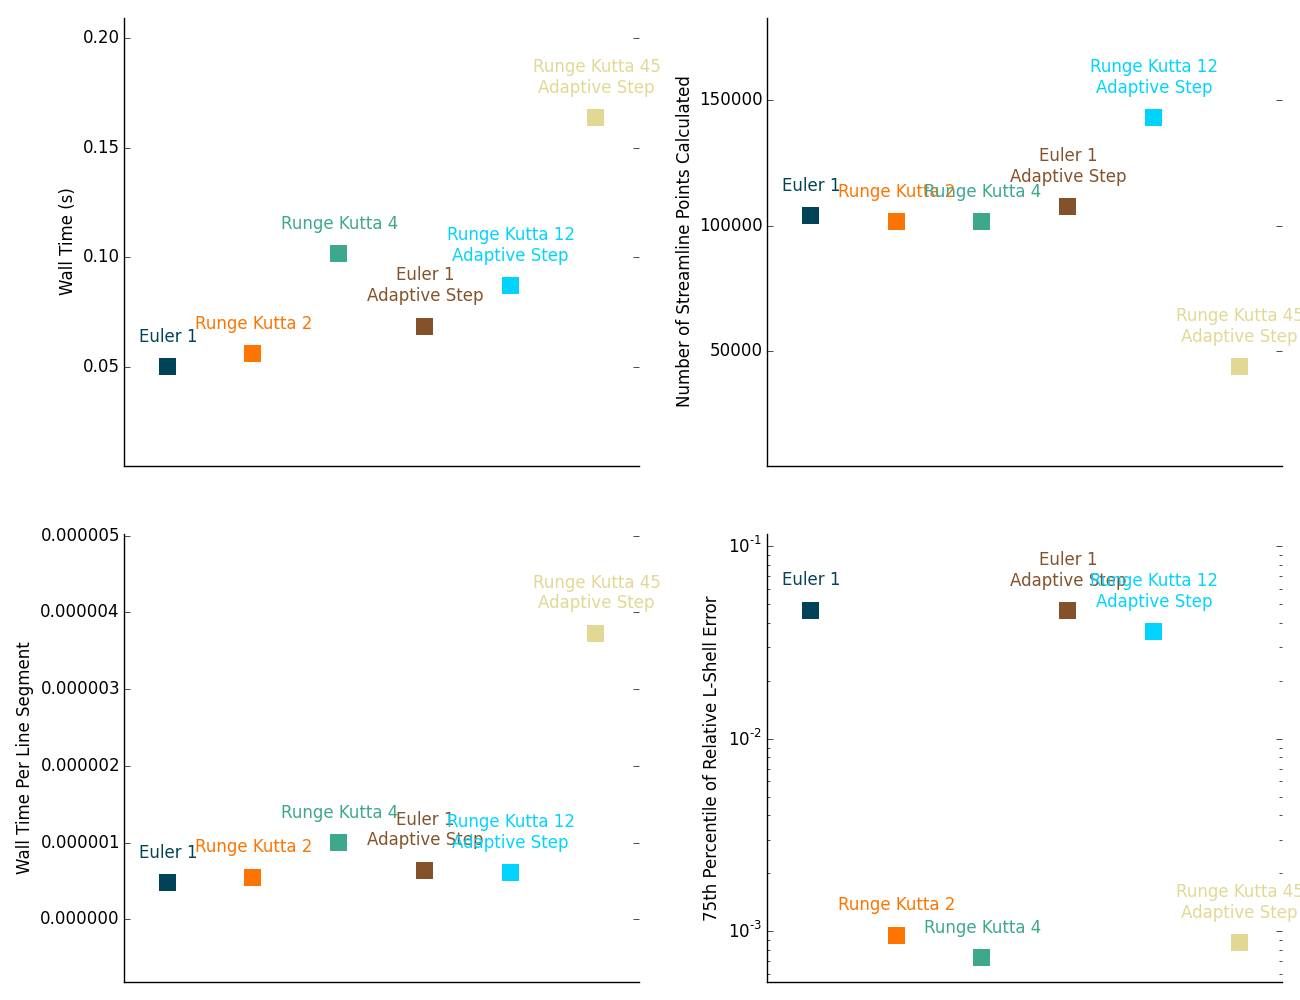 0.20
0.15
0.10
0.05
Wall Time (s)
Euler 1
Runge Kutta 2
Runge Kutta 4
Euler 1
Adaptive Step
Runge Kutta 12
Adaptive Step
Runge Kutta 45
Adaptive Step
150000
100000
50000
Number of Streamline Points Calculated
Euler 1
Runge Kutta 2
Runge Kutta 4
Euler 1
Adaptive Step
Runge Kutta 12
Adaptive Step
Runge Kutta 45
Adaptive Step
0.000005
0.000004
0.000003
0.000002
0.000001
0.000000
Wall Time Per Line Segment
Euler 1
Runge Kutta 2
Runge Kutta 4
Euler 1
Adaptive Step
Runge Kutta 12
Adaptive Step
Runge Kutta 45
Adaptive Step
10⁻¹
10⁻²
10⁻³
75th Percentile of Relative L-Shell Error
Euler 1
Runge Kutta 2
Runge Kutta 4
Euler 1
Adaptive Step
Runge Kutta 12
Adaptive Step
Runge Kutta 45
Adaptive Step